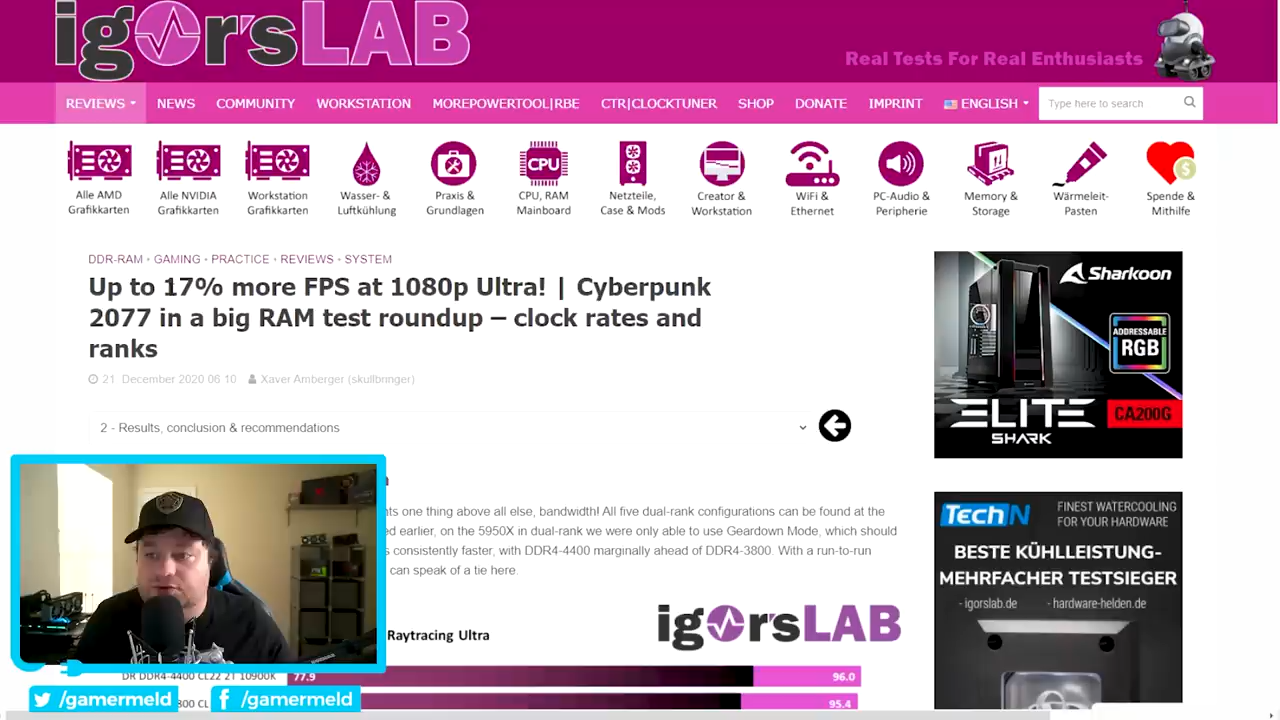 igor'sLAB
Real Tests For Real Enthusiasts
REVIEWS NEWS COMMUNITY WORKSTATION MOREPOWERTOOL|RBE CTR|CLOCKTUNER SHOP DONATE IMPRINT ENGLISH Type here to search
CPU
Alle AMD Grafikkarten
Alle NVIDIA Grafikkarten
Workstation Grafikkarten
Wasser- & Luftkühlung
Praxis & Grundlagen
CPU, RAM Mainboard
Netzteile, Case & Mods
Creator & Workstation
WiFi & Ethernet
PC-Audio & Peripherie
Memory & Storage
Wärmeleit- Pasten
Spende & Mithilfe
DDR-RAM • GAMING • PRACTICE • REVIEWS • SYSTEM
Up to 17% more FPS at 1080p Ultra! | Cyberpunk
2077 in a big RAM test roundup – clock rates and
ranks
21. December 2020 06:10 Xaver Amberger (skullbringer)
2 - Results, conclusion & recommendations
one thing above all else, bandwidth! All five dual-rank configurations can be found at the
earlier, on the 5950X in dual-rank we were only able to use Geardown Mode, which should
consistently faster, with DDR4-4400 marginally ahead of DDR4-3800. With a run-to-run
can speak of a tie here.
Raytracing Ultra
igor'sLAB
DR DDR4-4400 CL22 2T 10900K 77.9 96.0
95.4
Sharkoon
ADDRESSABLE
RGB
ELITE
SHARK
CA200G
TechN
FINEST WATERCOOLING
FOR YOUR HARDWARE
BESTE KÜHLLEISTUNG-
MEHRFACHER TESTSIEGER
- igorslab.de - hardware-helden.de
/gamermeld /gamermeld